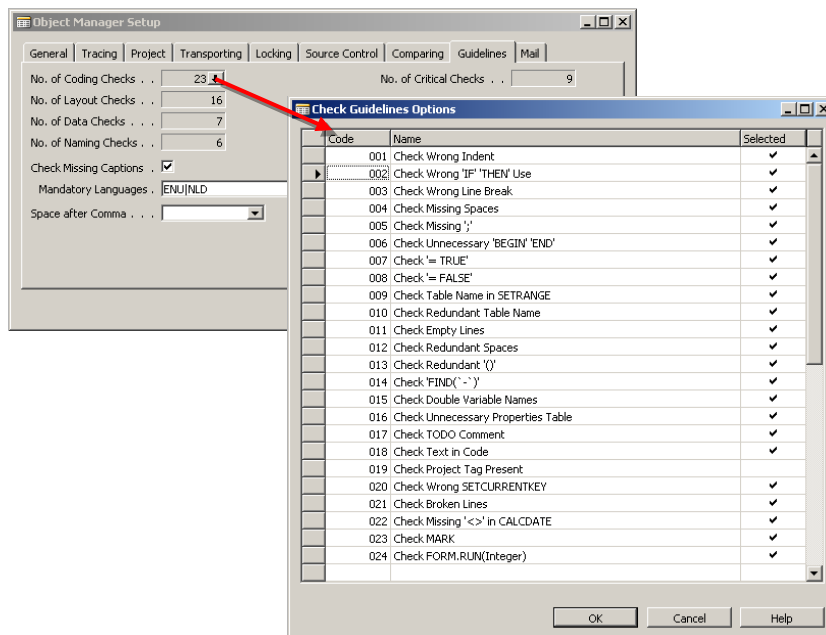 Object Manager Setup
General Tracing Project Transporting Locking Source Control Comparing Guidelines Mail
No. of Coding Checks . . 23 No. of Critical Checks . . 9
No. of Layout Checks . . 16
No. of Data Checks . . . 7
No. of Naming Checks . . 6
Check Missing Captions .
Mandatory Languages . ENU|NLD
Space after Comma . . .
Check Guidelines Options
Code Name Selected
001 Check Wrong Indent
002 Check Wrong 'IF' 'THEN' Use
003 Check Wrong Line Break
004 Check Missing Spaces
005 Check Missing ';'
006 Check Unnecessary 'BEGIN' 'END'
007 Check '= TRUE'
008 Check '= FALSE'
009 Check Table Name in SETRANGE
010 Check Redundant Table Name
011 Check Empty Lines
012 Check Redundant Spaces
013 Check Redundant '()'
014 Check 'FIND(`-`)'
015 Check Double Variable Names
016 Check Unnecessary Properties Table
017 Check TODO Comment
018 Check Text in Code
019 Check Project Tag Present
020 Check Wrong SETCURRENTKEY
021 Check Broken Lines
022 Check Missing '<>' in CALCDATE
023 Check MARK
024 Check FORM.RUN(Integer)
OK Cancel Help